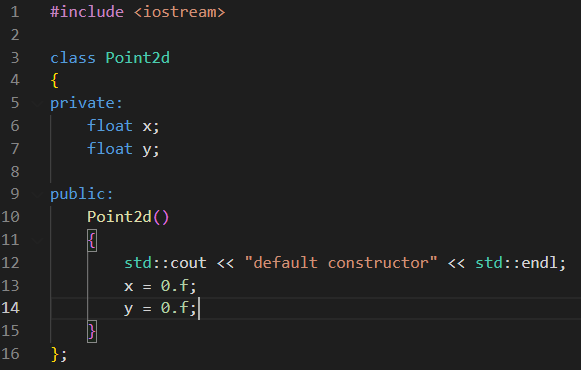 1 #include <iostream>
2
3 class Point2d
4 {
5 private:
6     float x;
7     float y;
8
9 public:
10     Point2d()
11     {
12         std::cout << "default constructor" << std::endl;
13         x = 0.f;
14         y = 0.f;
15     }
16 };